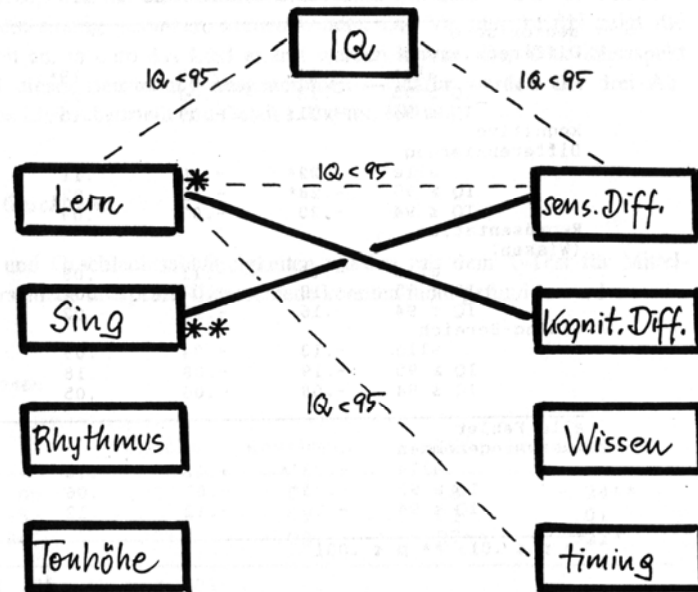 IQ
IQ < 95
IQ < 95
Lern
*
IQ < 95
sens. Diff.
Sing
**
Kognit. Diff.
IQ < 95
Rhythmus
Wissen
Tonhöhe
timing